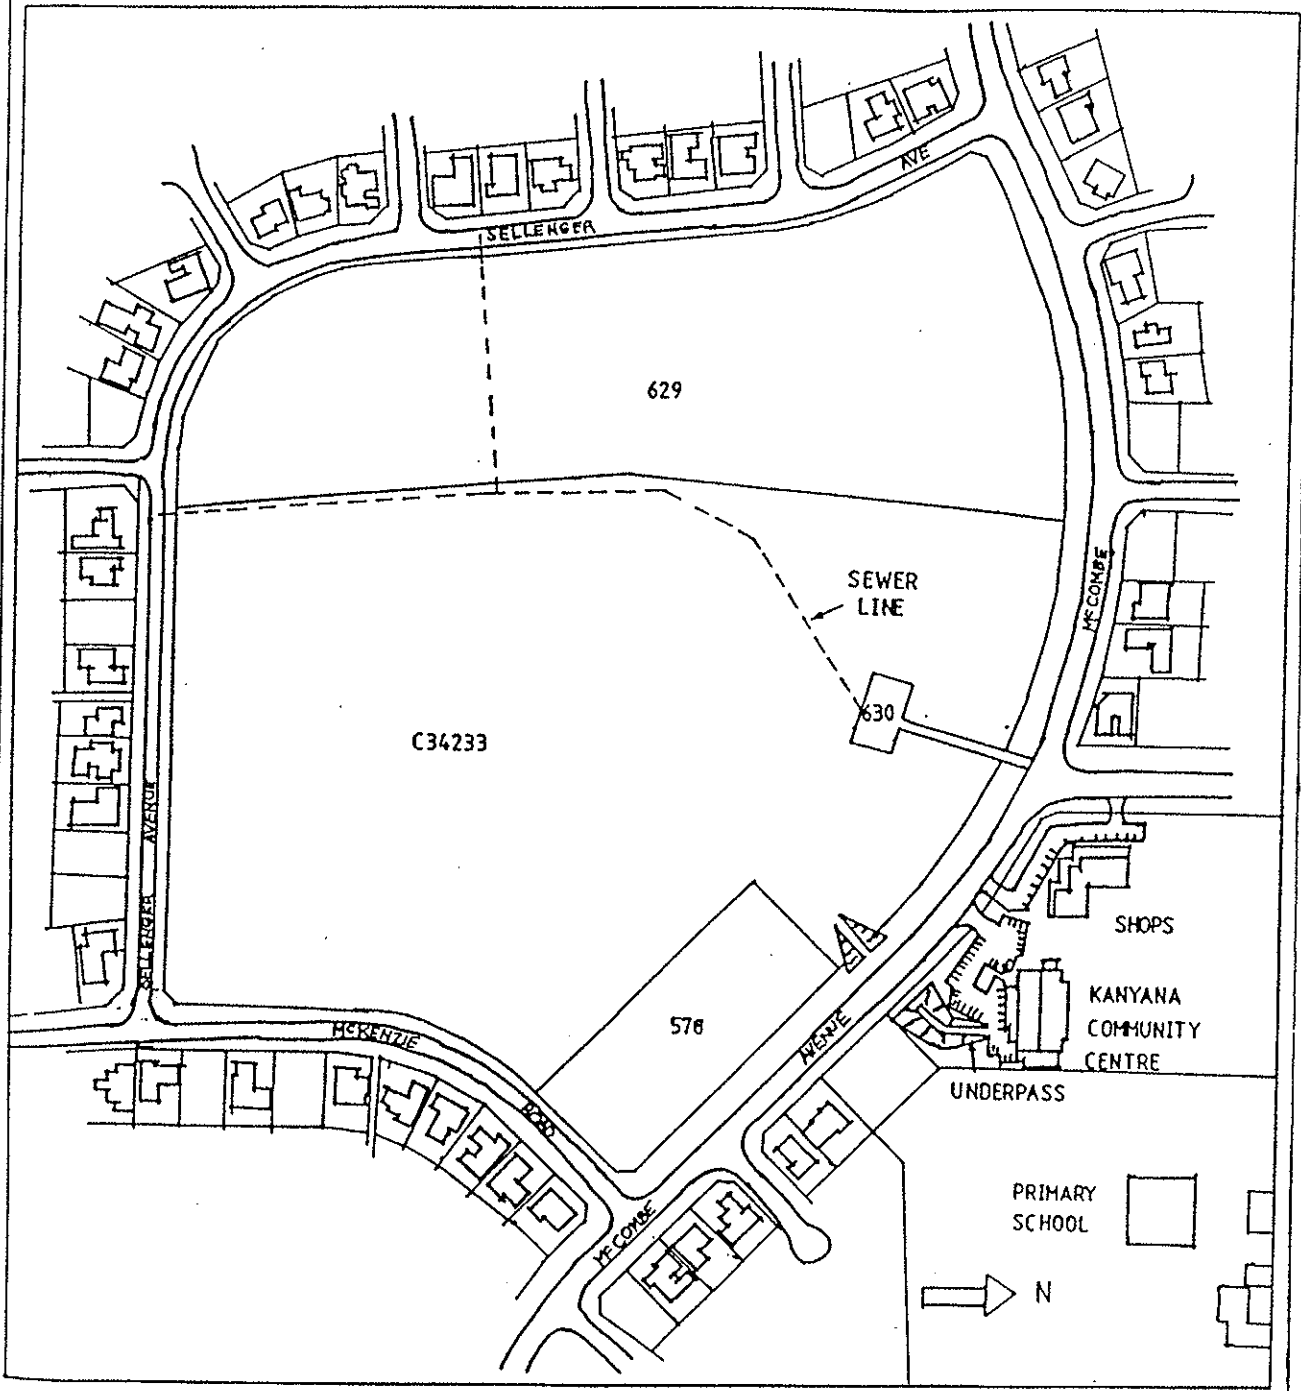 AVE
SELLENGER
629
SEWER
LINE
McCOMBE
630
C34233
AVENUE
SELLENGER
SHOPS
KANYANA
COMMUNITY
CENTRE
576
AVENUE
McKENZIE
UNDERPASS
ROAD
PRIMARY
SCHOOL
McCOMBE
N